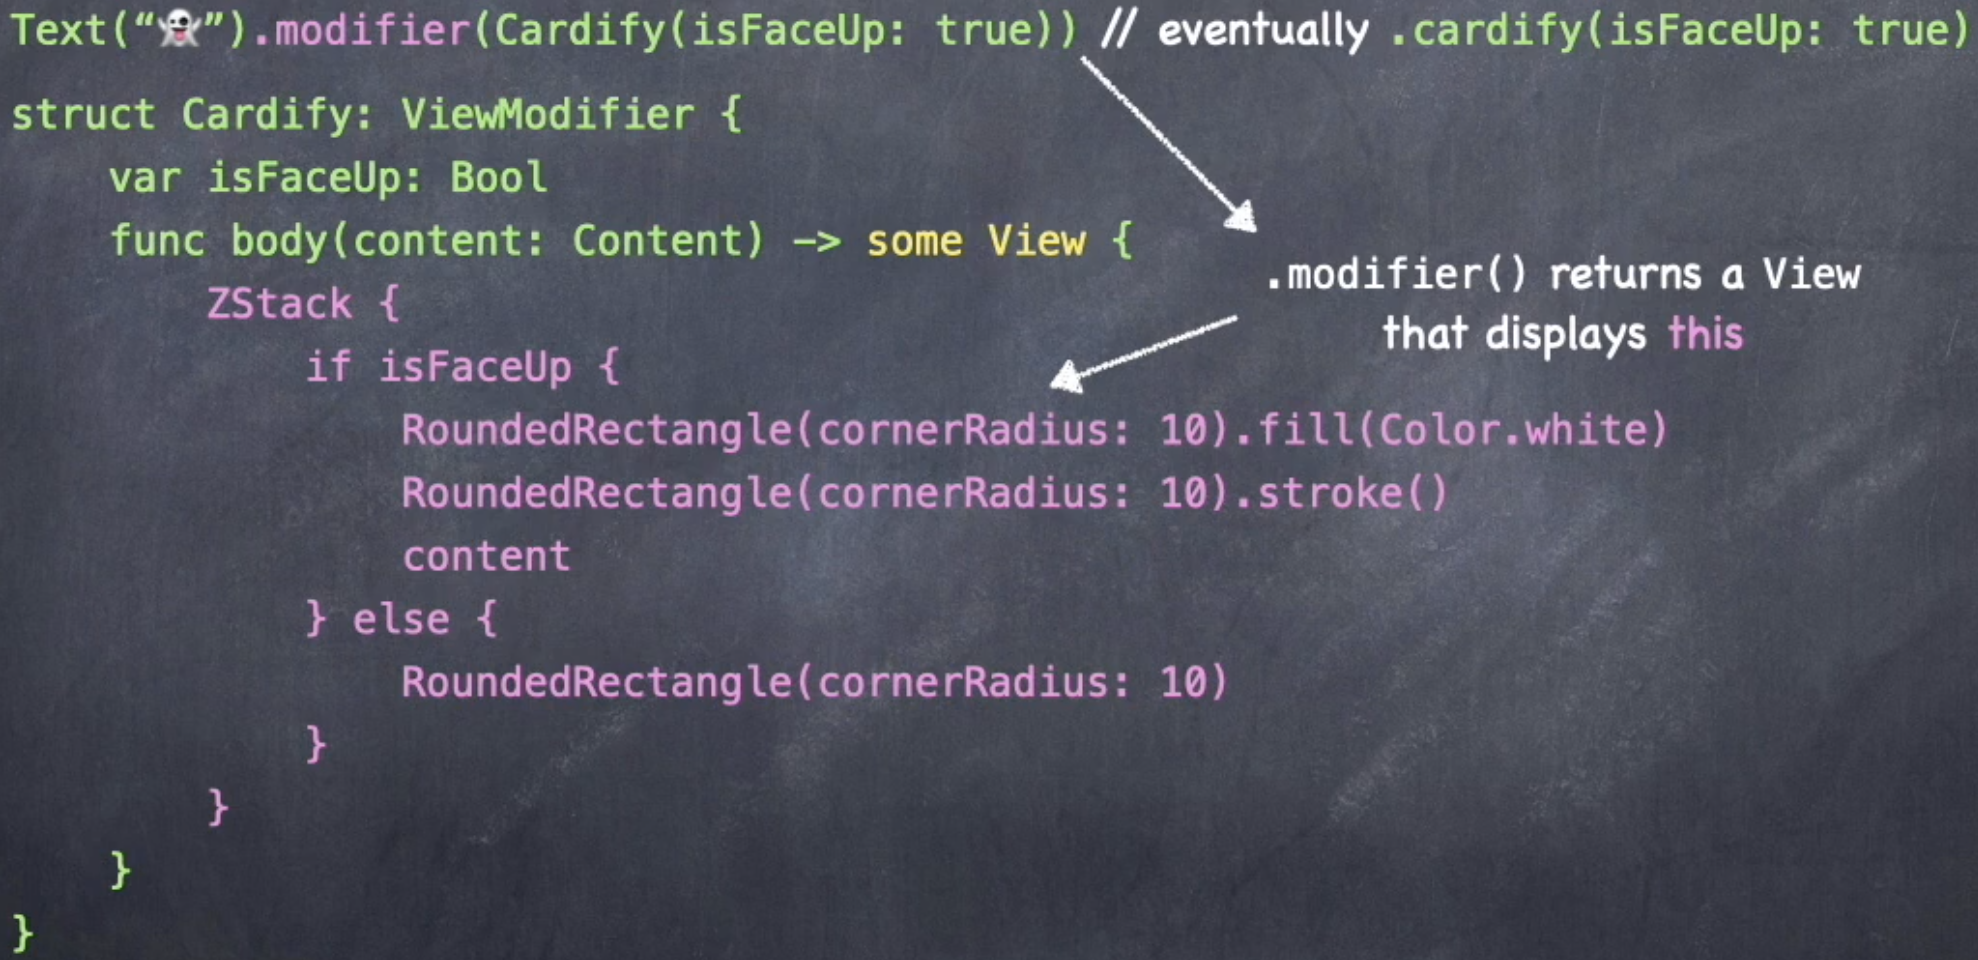 Text(“👻”).modifier(Cardify(isFaceUp: true)) // eventually .cardify(isFaceUp: true)
struct Cardify: ViewModifier {
    var isFaceUp: Bool
    func body(content: Content) -> some View {
        ZStack {
            if isFaceUp {
                RoundedRectangle(cornerRadius: 10).fill(Color.white)
                RoundedRectangle(cornerRadius: 10).stroke()
                content
            } else {
                RoundedRectangle(cornerRadius: 10)
            }
        }
    }
}
.modifier() returns a View
that displays this